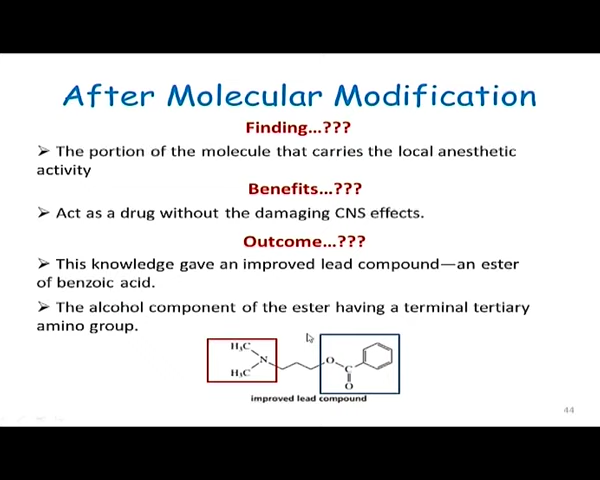 After Molecular Modification
Finding...???
➤ The portion of the molecule that carries the local anesthetic
activity
Benefits...???
➤ Act as a drug without the damaging CNS effects.
Outcome...???
➤ This knowledge gave an improved lead compound—an ester
of benzoic acid.
➤ The alcohol component of the ester having a terminal tertiary
amino group.
H₃C
N
H₃C
O
C
O
improved lead compound
44